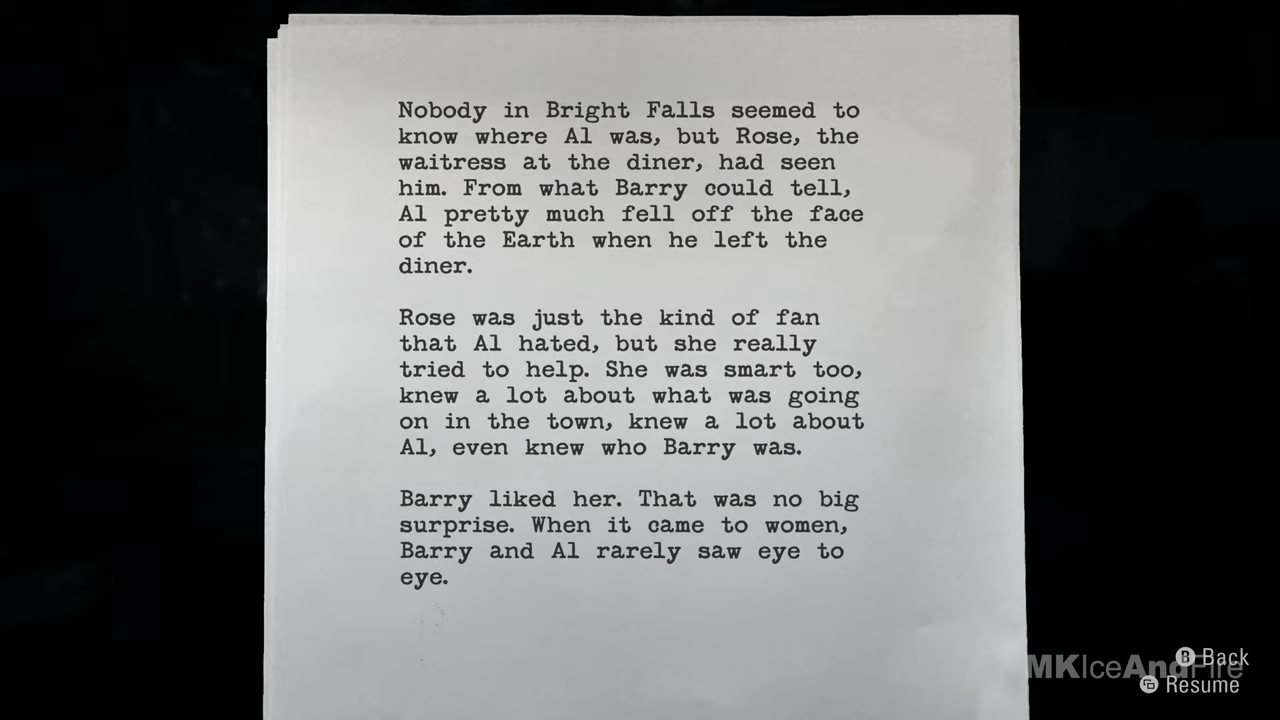 Nobody in Bright Falls seemed to
know where Al was, but Rose, the
waitress at the diner, had seen
him. From what Barry could tell,
Al pretty much fell off the face
of the Earth when he left the
diner.
Rose was just the kind of fan
that Al hated, but she really
tried to help. She was smart too,
knew a lot about what was going
on in the town, knew a lot about
Al, even knew who Barry was.
Barry liked her. That was no big
surprise. When it came to women,
Barry and Al rarely saw eye to
eye.
MKIceAndFire
B Back
Resume